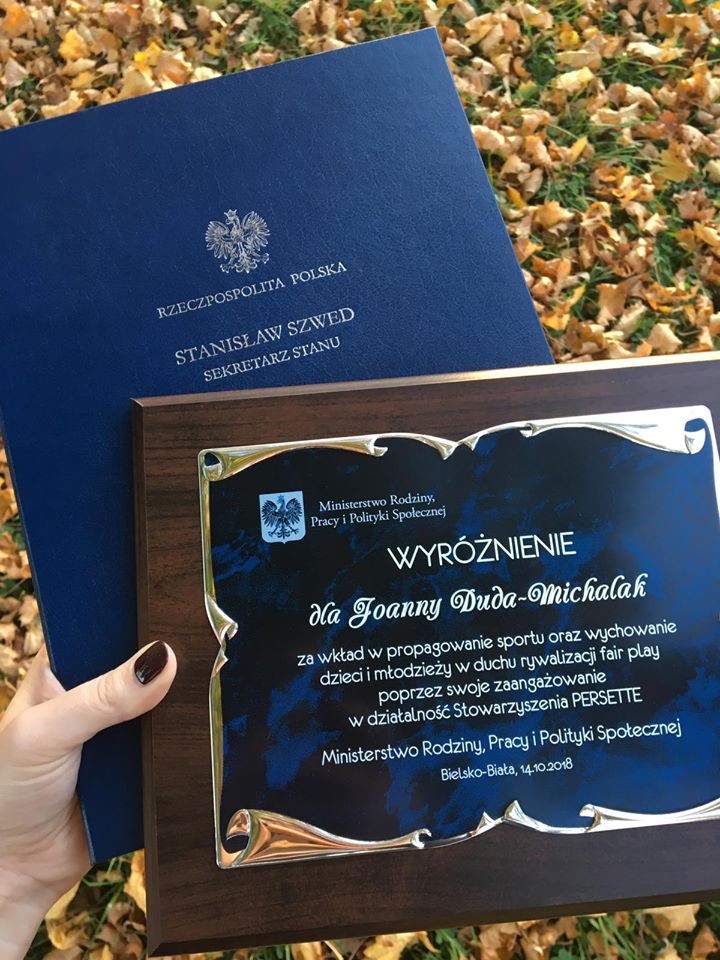 RZECZPOSPOLITA POLSKA
STANISŁAW SZWED
SEKRETARZ STANU
Ministerstwo Rodziny,
Pracy i Polityki Społecznej
WYRÓŻNIENIE
dla Joanny Duda-Michalak
za wkład w propagowanie sportu oraz wychowanie
dzieci i młodzieży w duchu rywalizacji fair play
poprzez swoje zaangażowanie
w działalność Stowarzyszenia PERSETTE
Ministerstwo Rodziny, Pracy i Polityki Społecznej
Bielsko-Biała, 14.10.2018